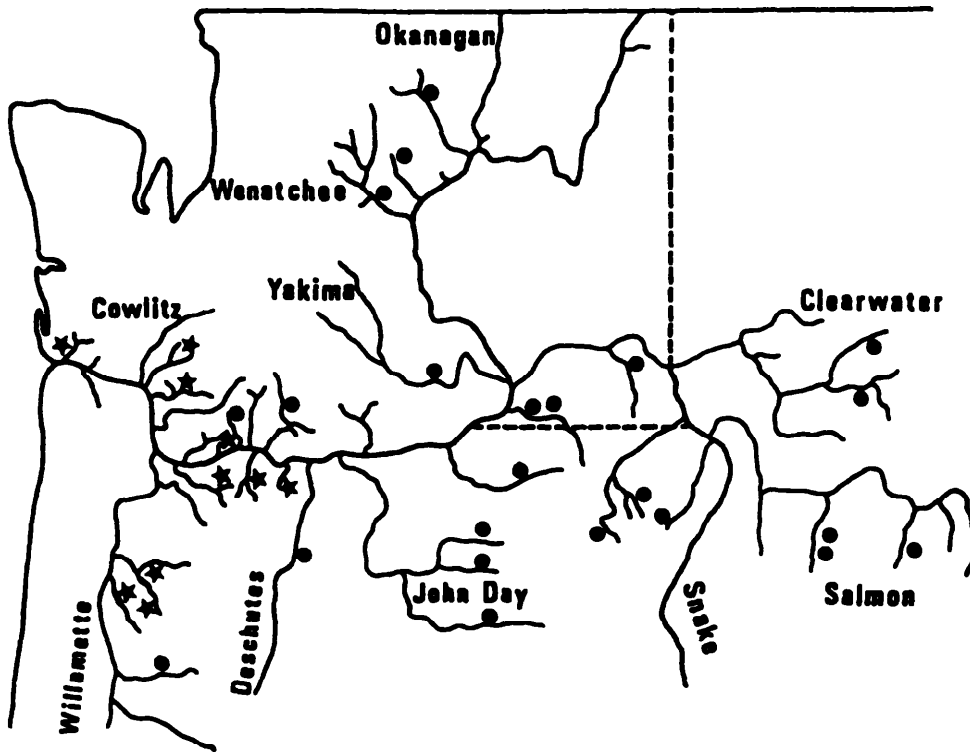 Okanagan
Wenatchee
Yakima
Cowlitz
Clearwater
John Day
Salmon
Snake
Deschutes
Willamette